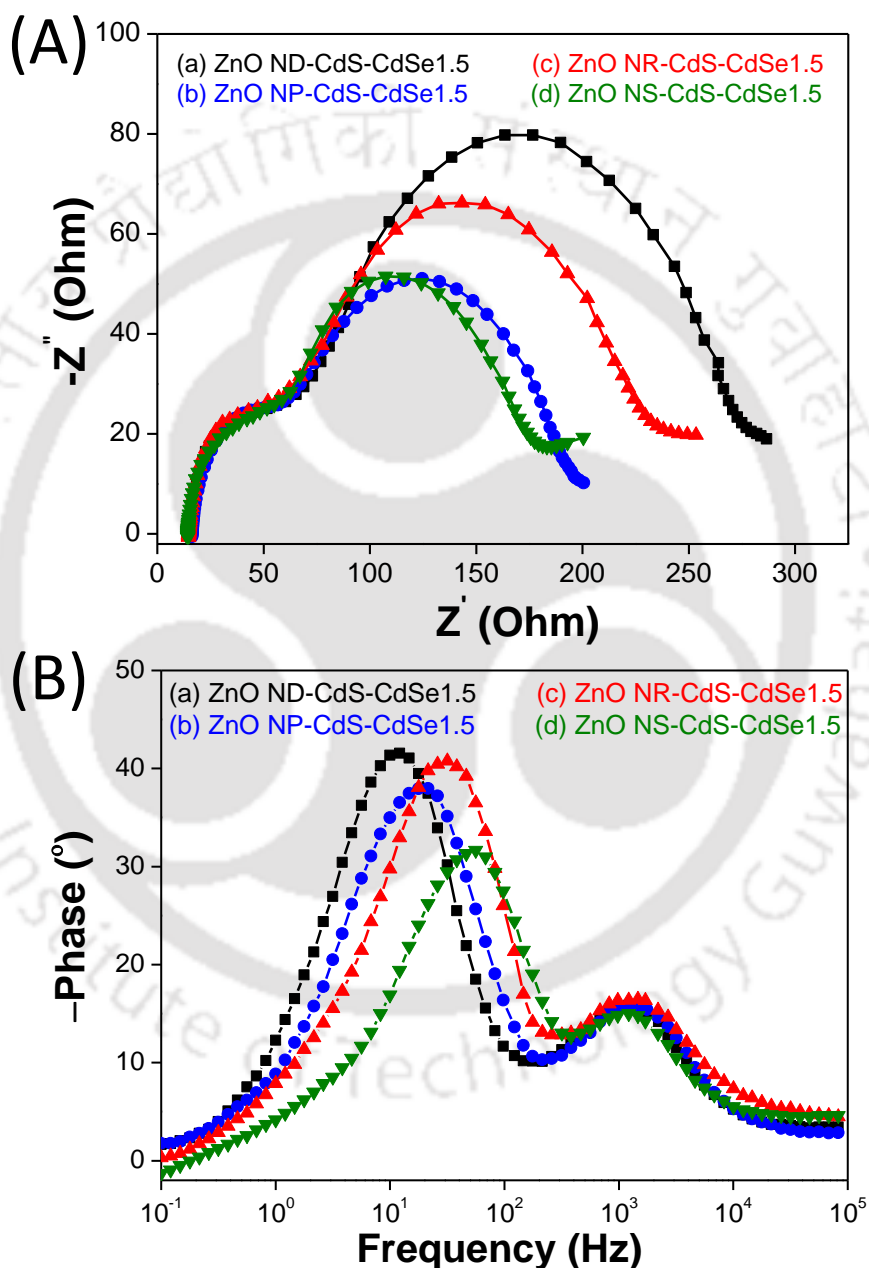 (A)
(a) ZnO ND-CdS-CdSe1.5
(c) ZnO NR-CdS-CdSe1.5
(b) ZnO NP-CdS-CdSe1.5
(d) ZnO NS-CdS-CdSe1.5
100
80
60
40
20
0
-Z" (Ohm)
0 50 100 150 200 250 300
Z' (Ohm)
(B)
(a) ZnO ND-CdS-CdSe1.5
(c) ZnO NR-CdS-CdSe1.5
(b) ZnO NP-CdS-CdSe1.5
(d) ZnO NS-CdS-CdSe1.5
50
40
30
20
10
0
–Phase (°)
10⁻¹ 10⁰ 10¹ 10² 10³ 10⁴ 10⁵
Frequency (Hz)
Institute of Technology